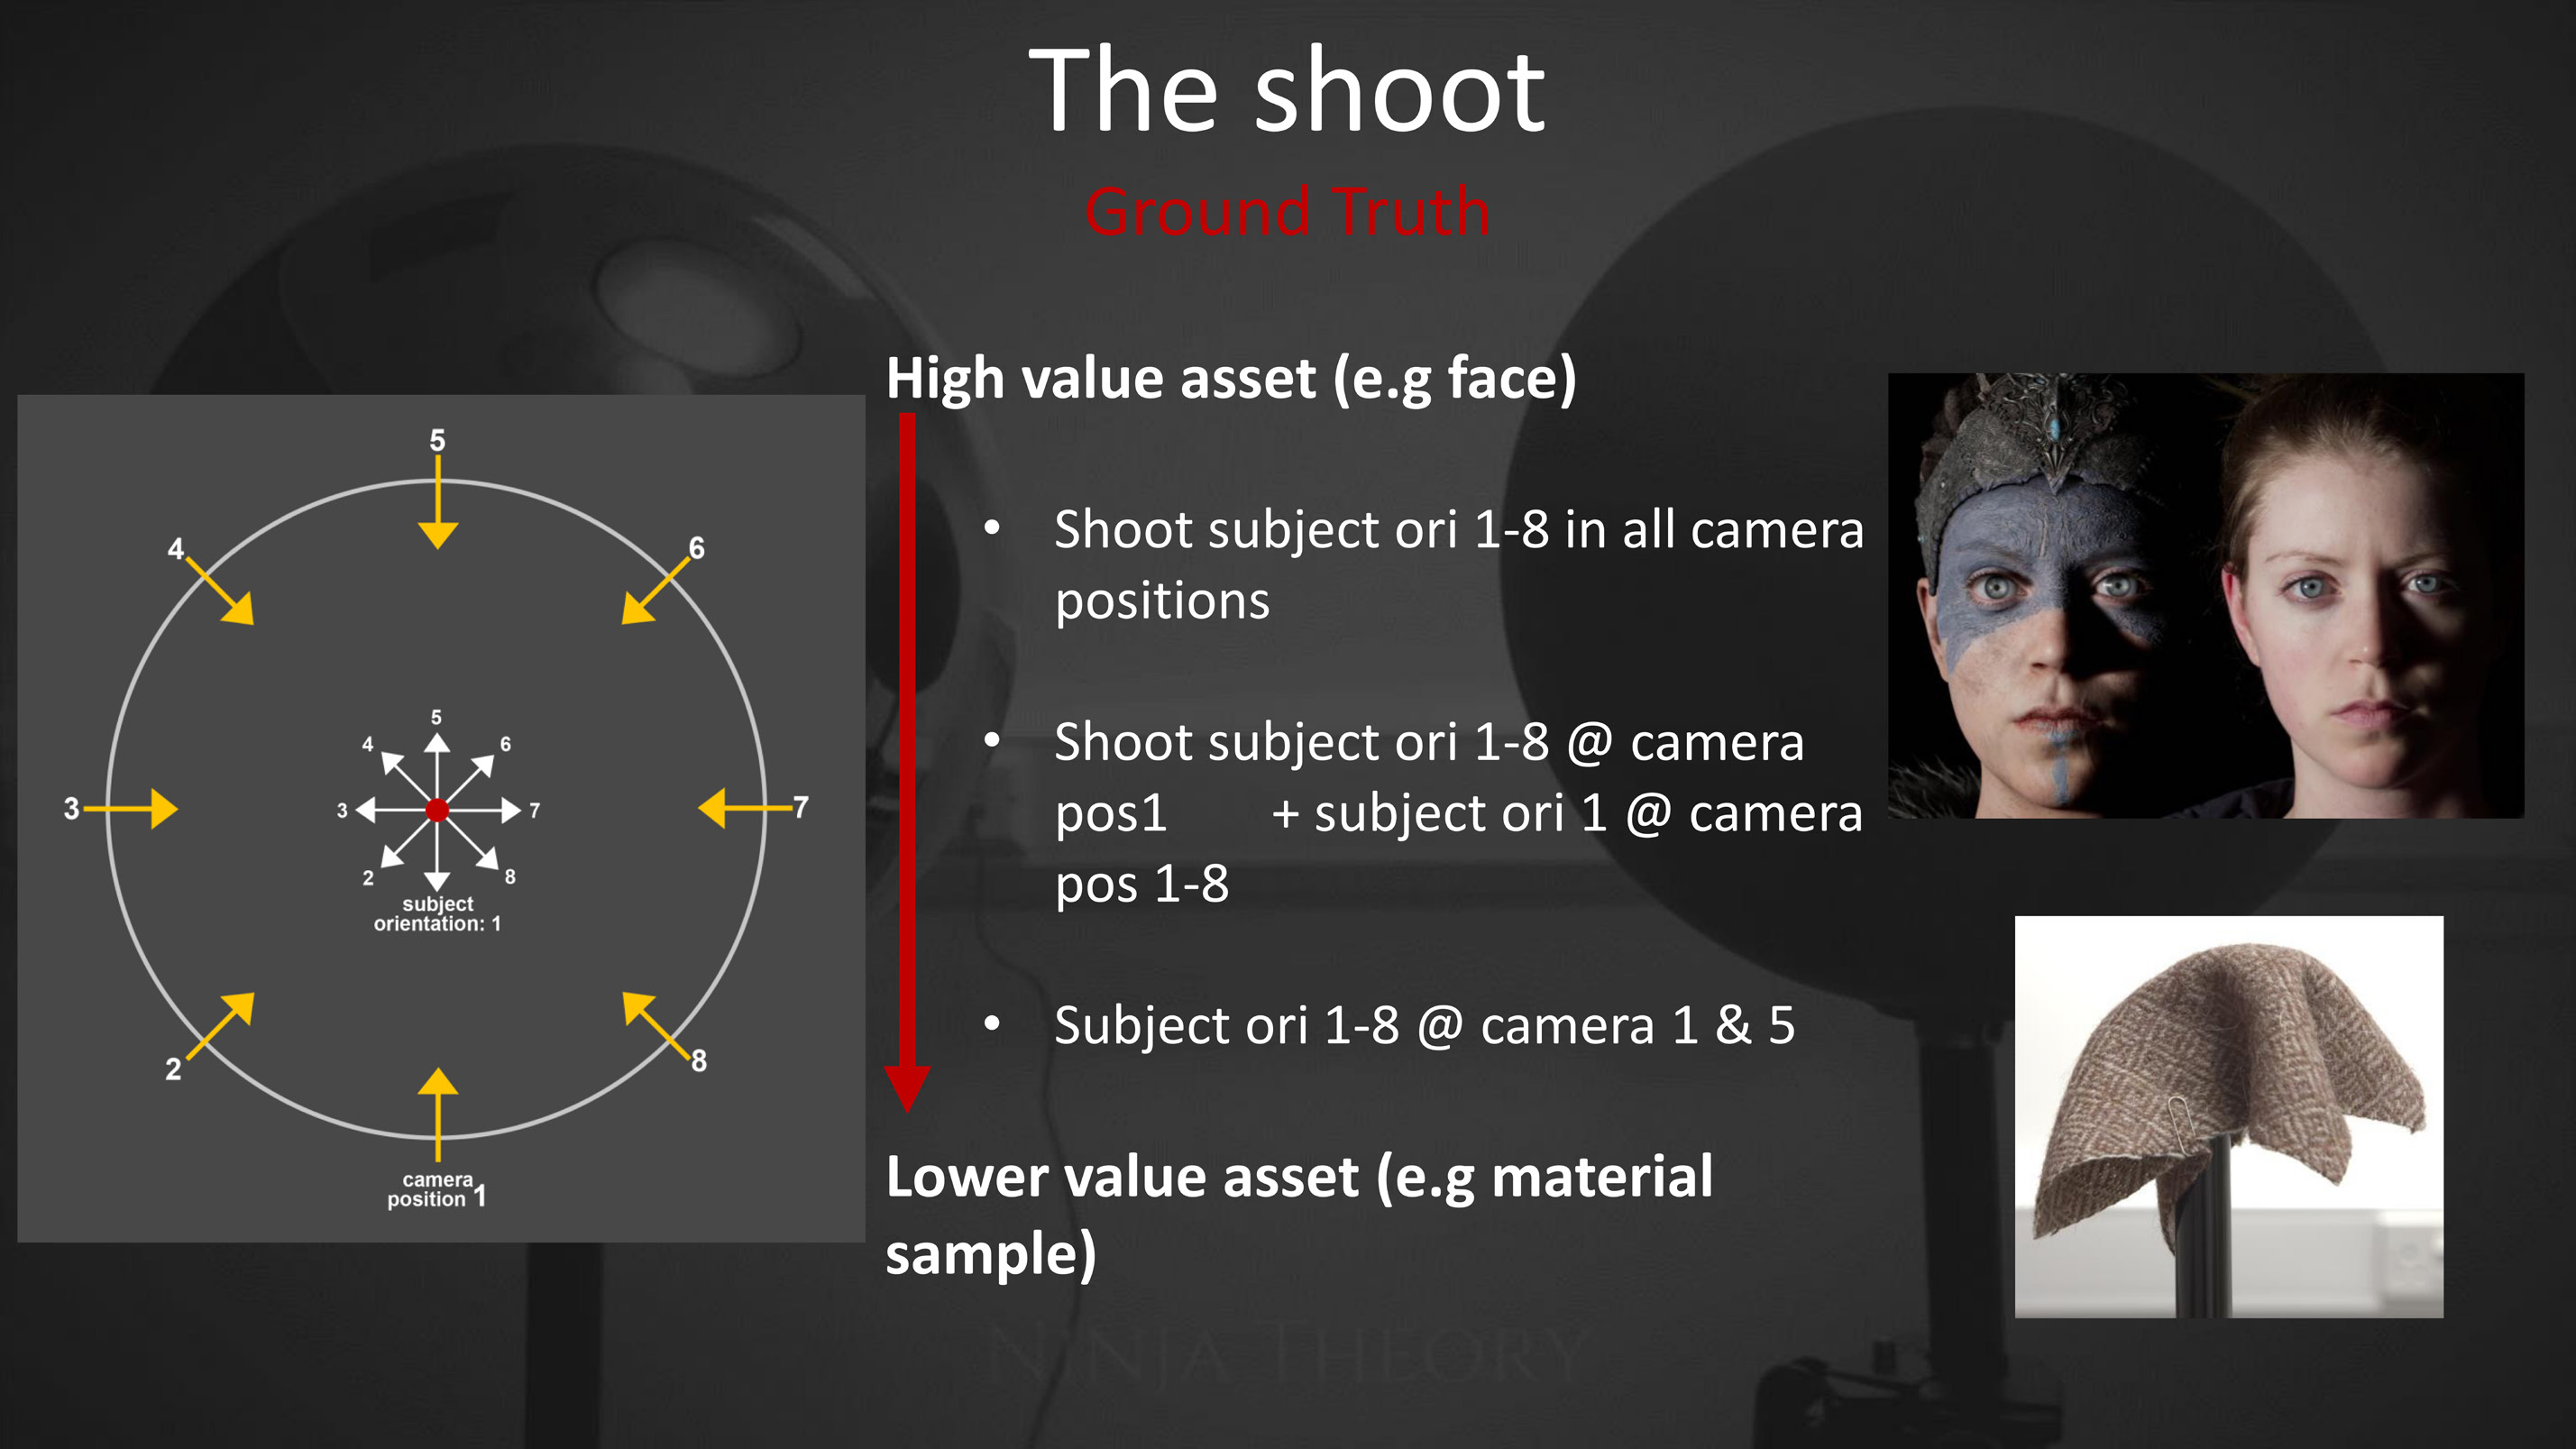 The shoot
Ground Truth
5
4
6
3
7
2
8
5
4
6
3
7
2
8
subject
orientation: 1
camera
position 1
High value asset (e.g face)
• Shoot subject ori 1-8 in all camera
positions
• Shoot subject ori 1-8 @ camera
pos1 + subject ori 1 @ camera
pos 1-8
• Subject ori 1-8 @ camera 1 & 5
Lower value asset (e.g material
sample)
NINJA THEORY